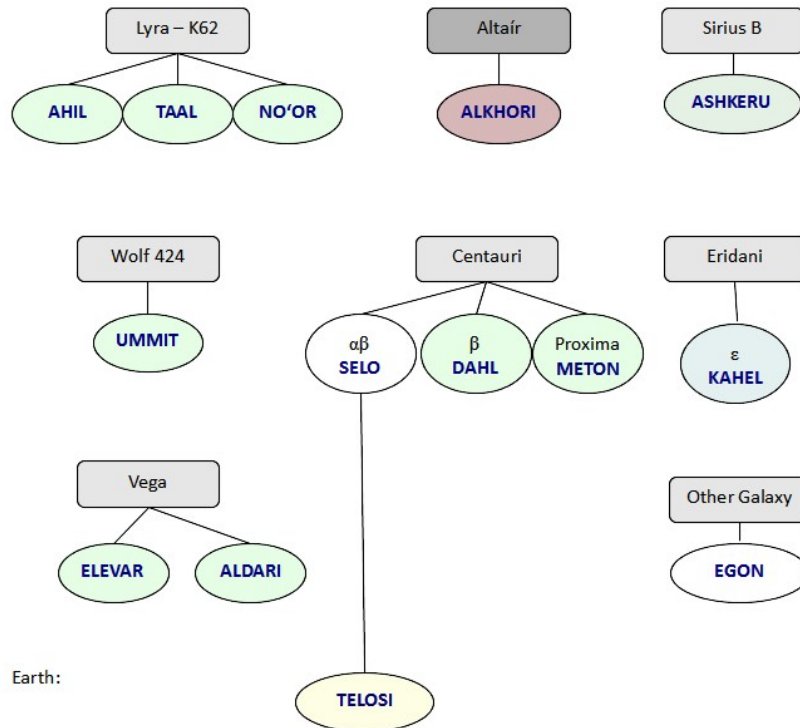 Lyra – K62
Altaír
Sirius B
AHIL
TAAL
NO‘OR
ALKHORI
ASHKERU
Wolf 424
Centauri
Eridani
UMMIT
αβ
SELO
β
DAHL
Proxima
METON
ε
KAHEL
Vega
Other Galaxy
ELEVAR
ALDARI
EGON
Earth:
TELOSI